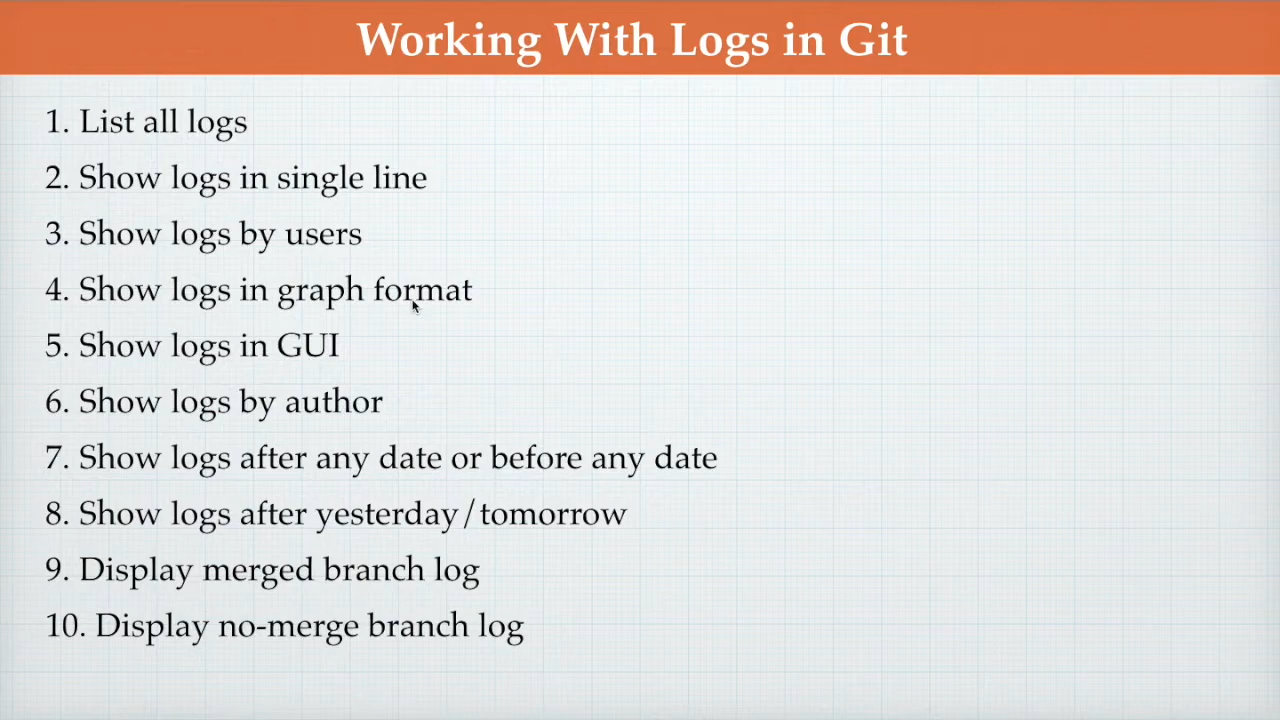 Working With Logs in Git
1. List all logs
2. Show logs in single line
3. Show logs by users
4. Show logs in graph format
5. Show logs in GUI
6. Show logs by author
7. Show logs after any date or before any date
8. Show logs after yesterday/tomorrow
9. Display merged branch log
10. Display no-merge branch log